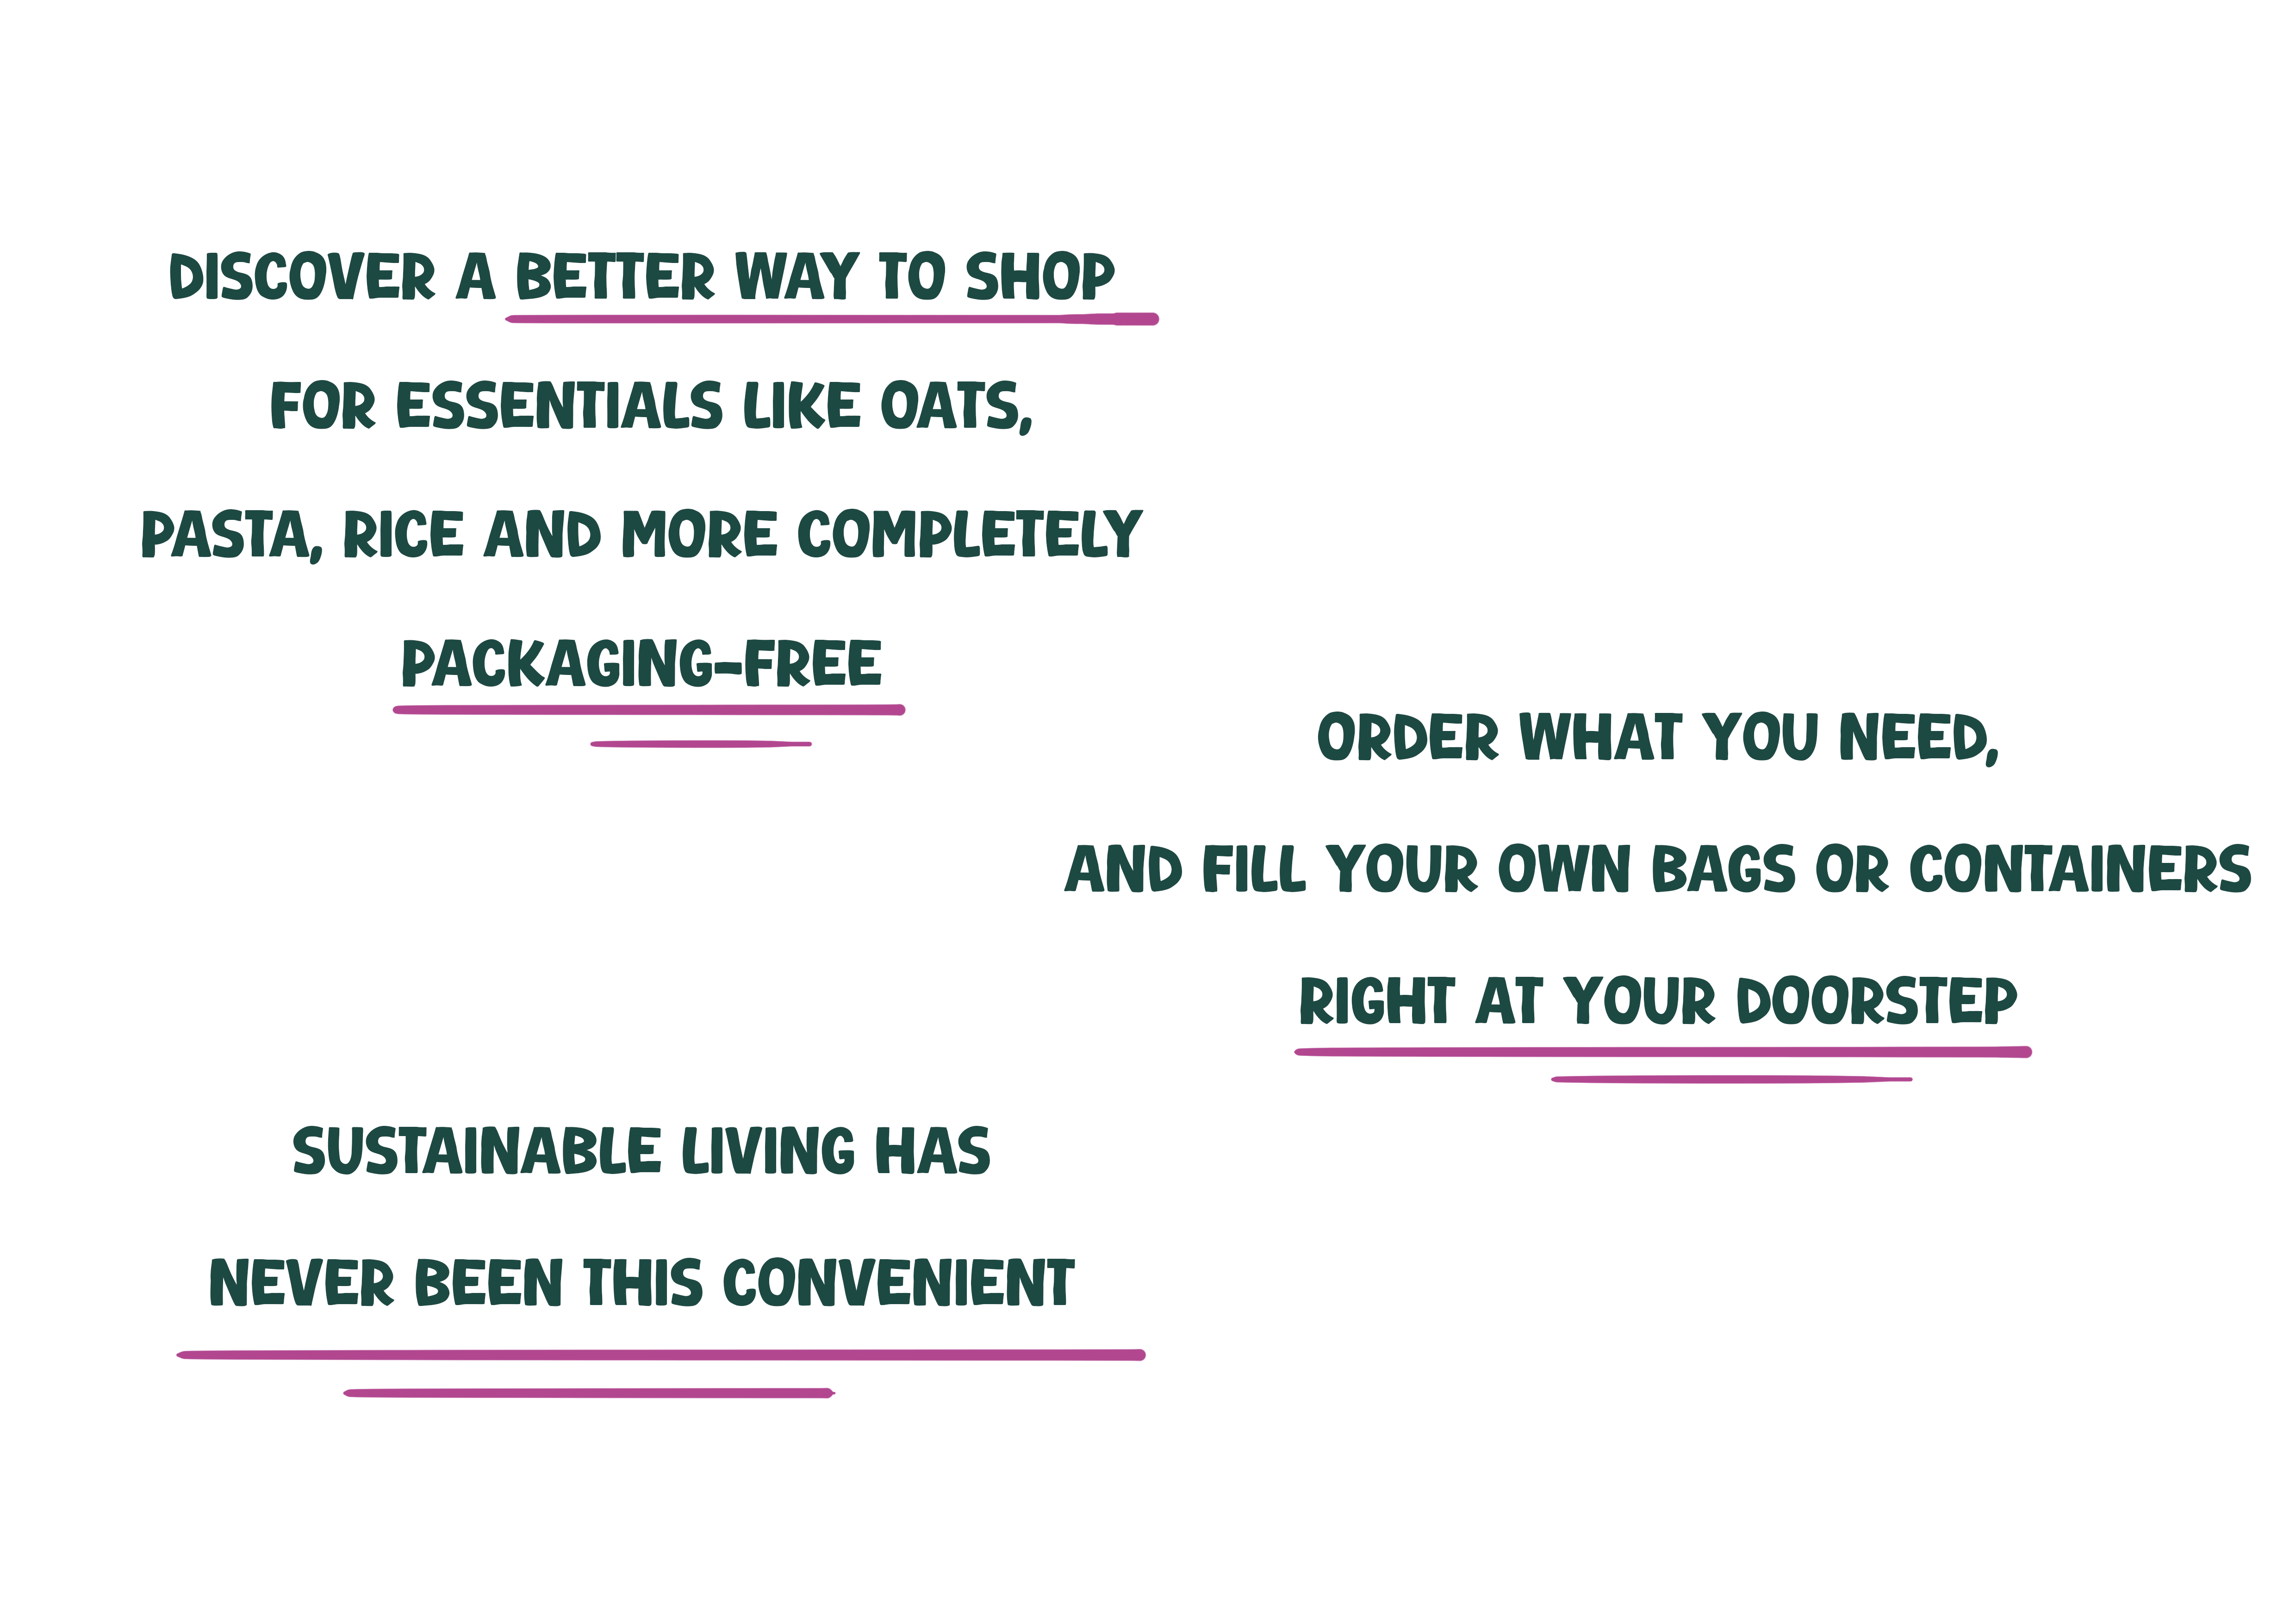 DISCOVER A BETTER WAY TO SHOP
FOR ESSENTIALS LIKE OATS,
PASTA, RICE AND MORE COMPLETELY
PACKAGING-FREE
ORDER WHAT YOU NEED,
AND FILL YOUR OWN BAGS OR CONTAINERS
RIGHT AT YOUR DOORSTEP
SUSTAINABLE LIVING HAS
NEVER BEEN THIS CONVENIENT